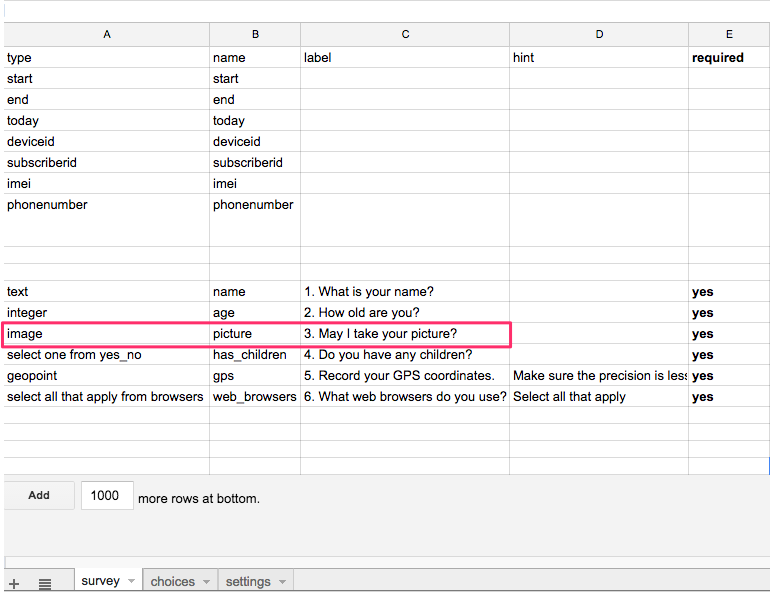 A B C D E
type name label hint required
start start
end end
today today
deviceid deviceid
subscriberid subscriberid
imei imei
phonenumber phonenumber
text name 1. What is your name? yes
integer age 2. How old are you? yes
image picture 3. May I take your picture? yes
select one from yes_no has_children 4. Do you have any children? yes
geopoint gps 5. Record your GPS coordinates. Make sure the precision is less yes
select all that apply from browsers web_browsers 6. What web browsers do you use? Select all that apply yes
Add 1000 more rows at bottom.
+ survey choices settings